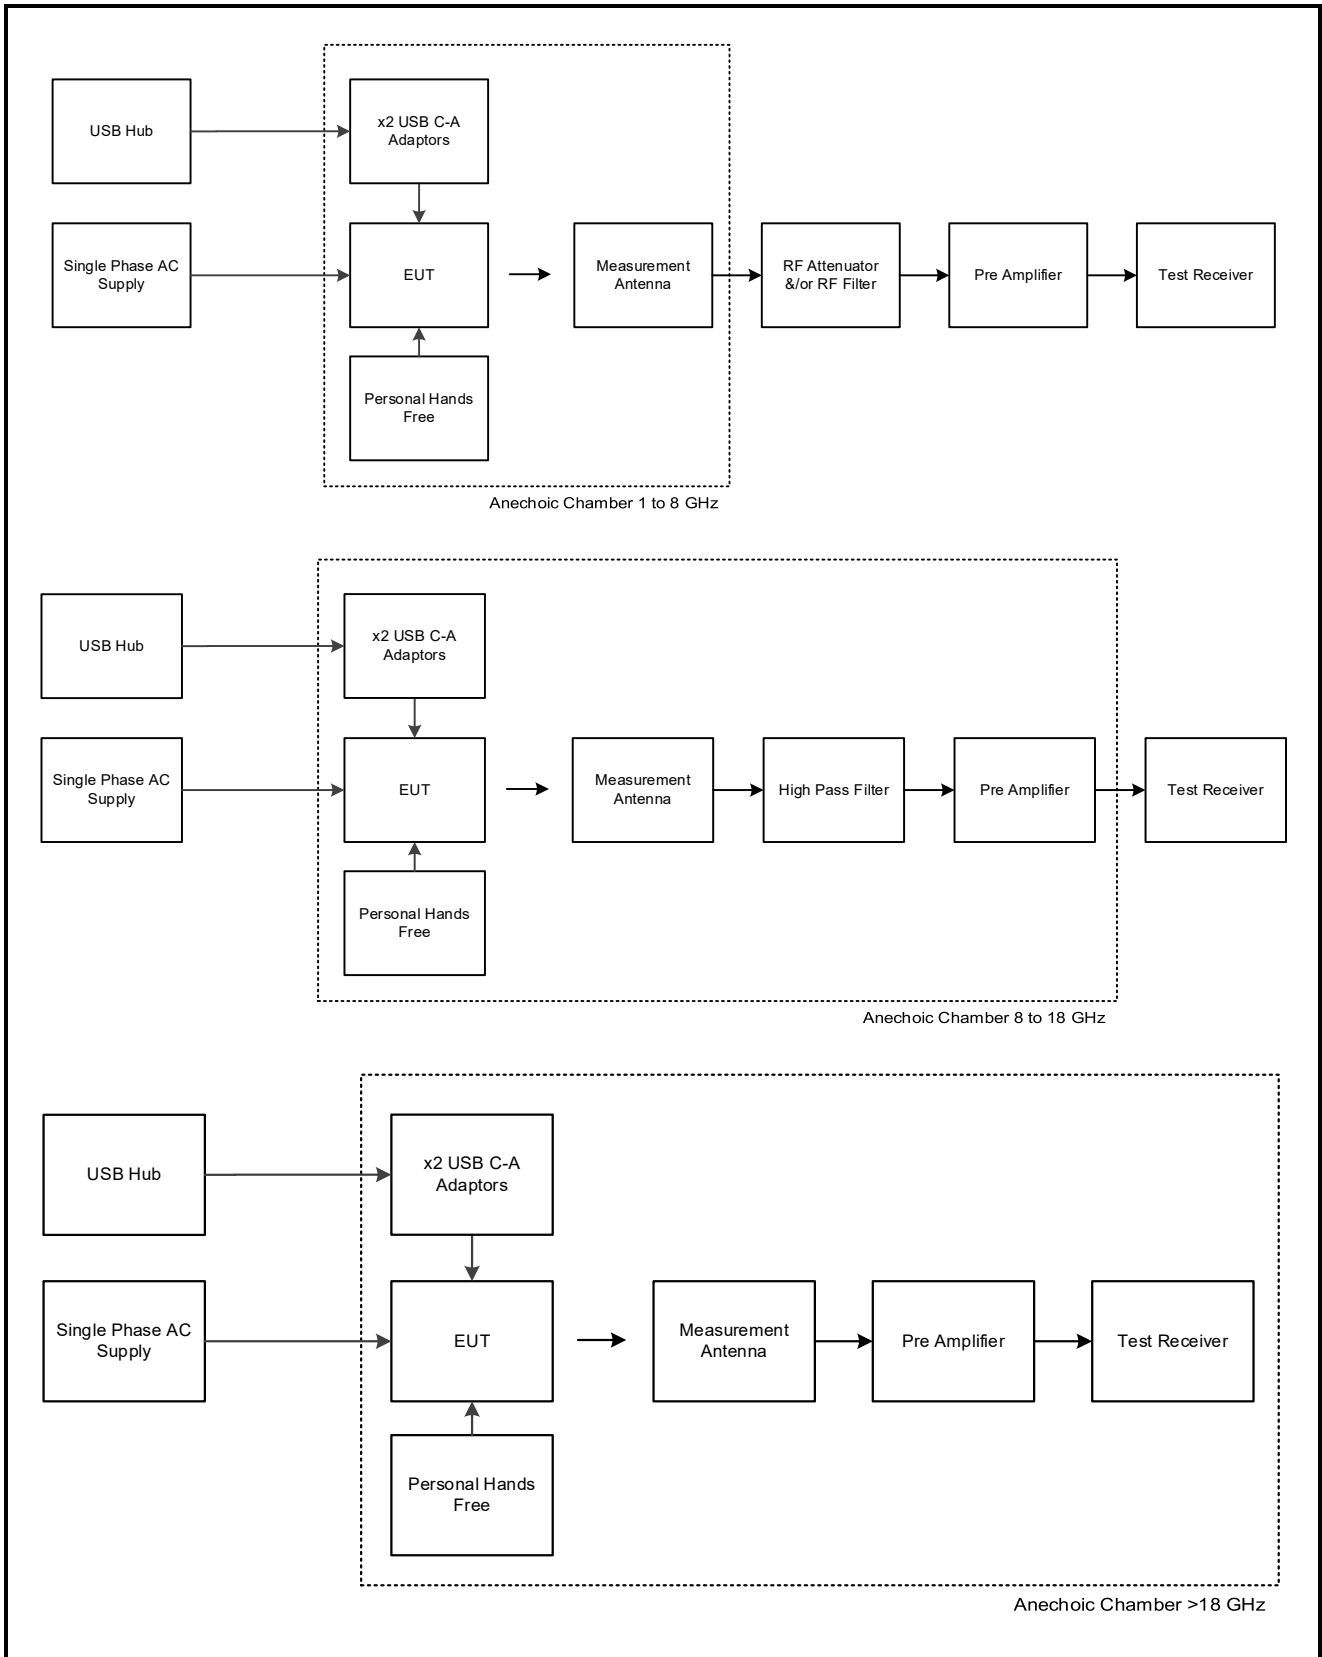 USB Hub
x2 USB C-A
Adaptors
Single Phase AC
Supply
EUT
Measurement
Antenna
RF Attenuator
&/or RF Filter
Pre Amplifier
Test Receiver
Personal Hands
Free
Anechoic Chamber 1 to 8 GHz
USB Hub
x2 USB C-A
Adaptors
Single Phase AC
Supply
EUT
Measurement
Antenna
High Pass Filter
Pre Amplifier
Test Receiver
Personal Hands
Free
Anechoic Chamber 8 to 18 GHz
USB Hub
x2 USB C-A
Adaptors
Single Phase AC
Supply
EUT
Measurement
Antenna
Pre Amplifier
Test Receiver
Personal Hands
Free
Anechoic Chamber >18 GHz